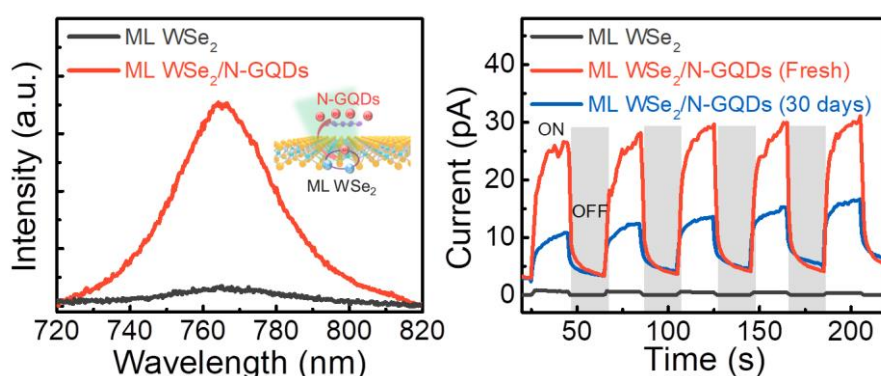 ML WSe₂
ML WSe₂/N-GQDs
N-GQDs
ML WSe₂
Intensity (a.u.)
720 740 760 780 800 820
Wavelength (nm)
ML WSe₂
ML WSe₂/N-GQDs (Fresh)
ML WSe₂/N-GQDs (30 days)
ON
OFF
Current (pA)
40
30
20
10
0
50 100 150 200
Time (s)